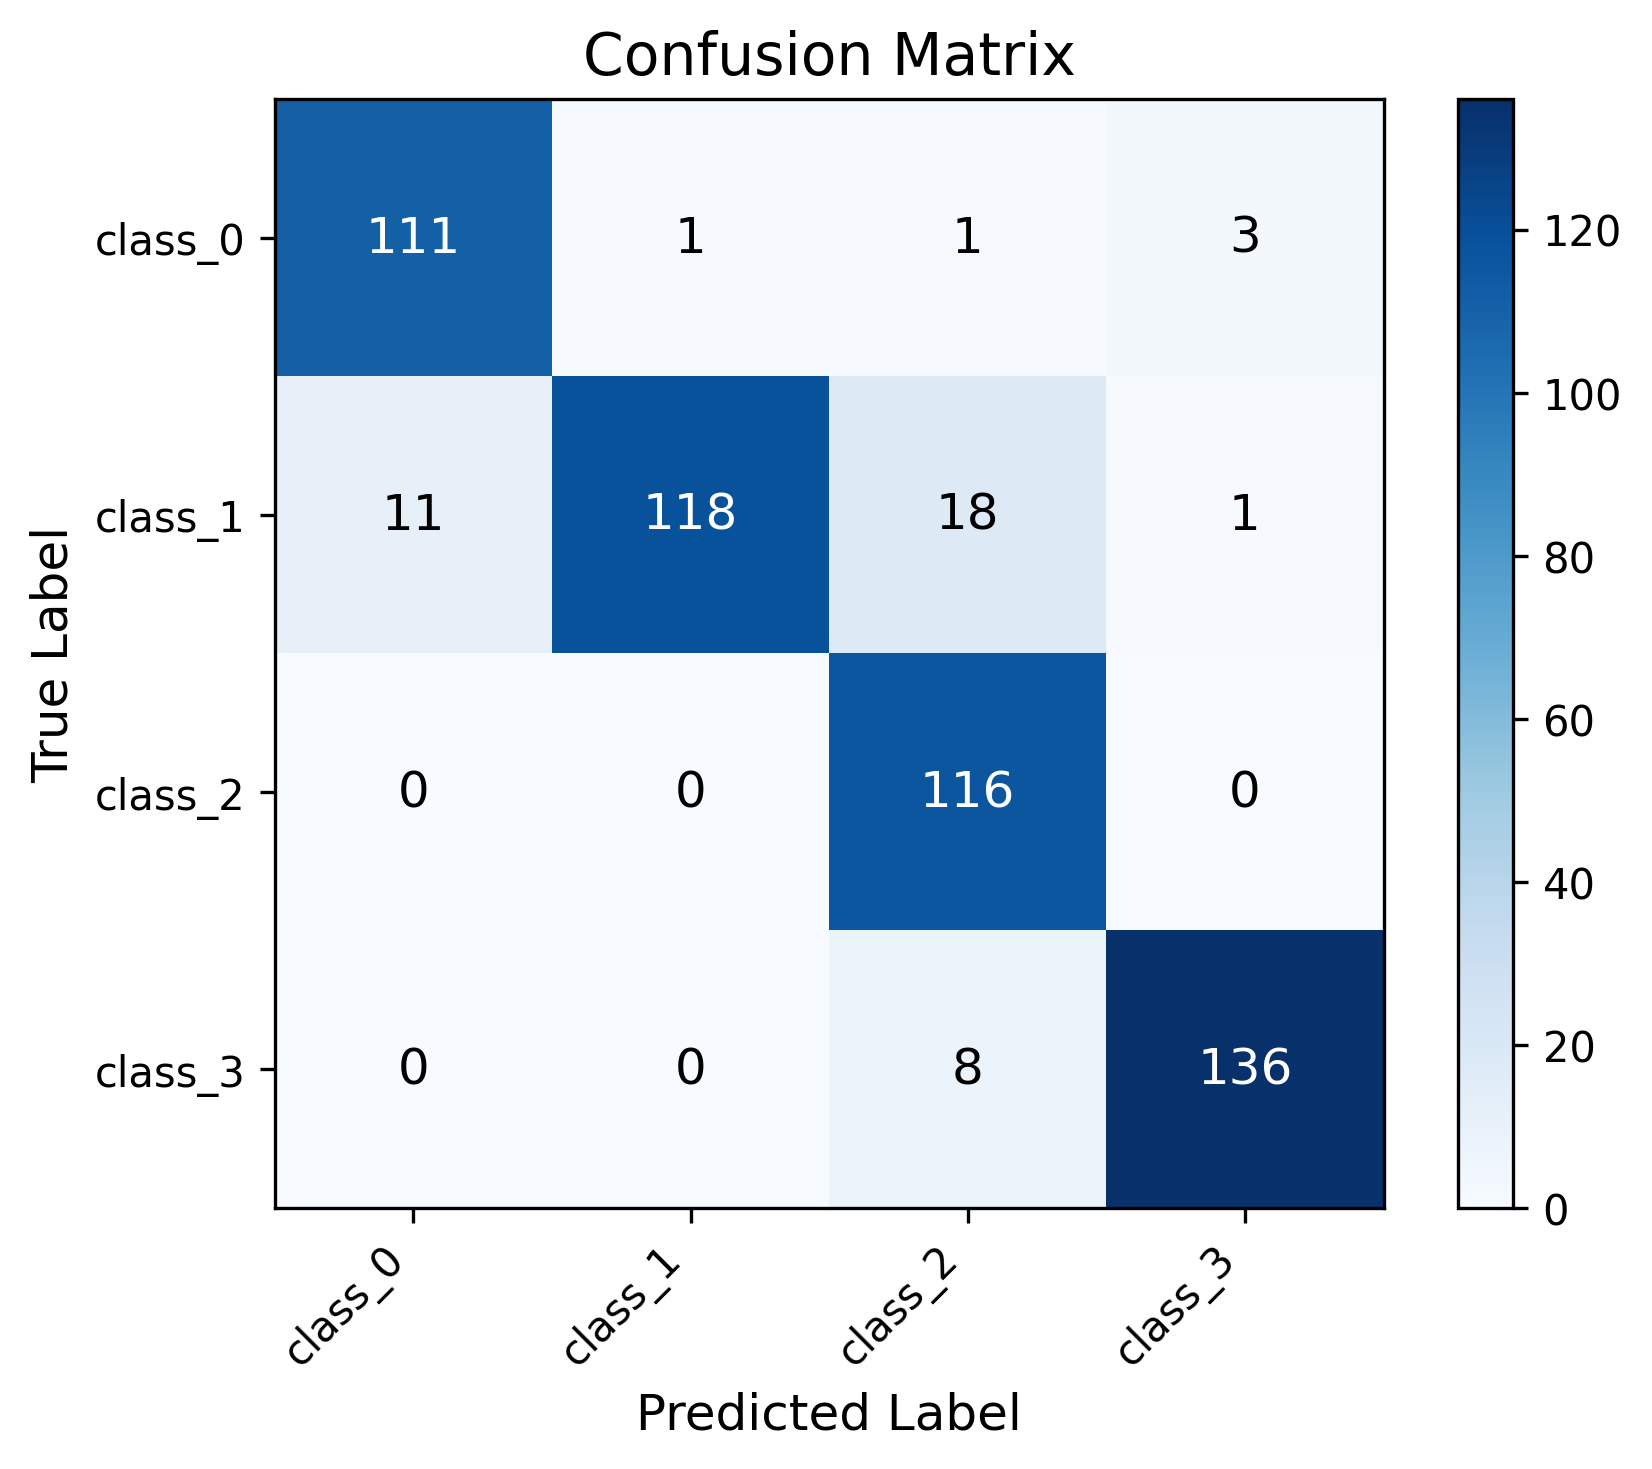 Confusion Matrix
class_0 111 1 1 3
class_1 11 118 18 1
class_2 0 0 116 0
class_3 0 0 8 136
class_0 class_1 class_2 class_3
Predicted Label
True Label
120
100
80
60
40
20
0